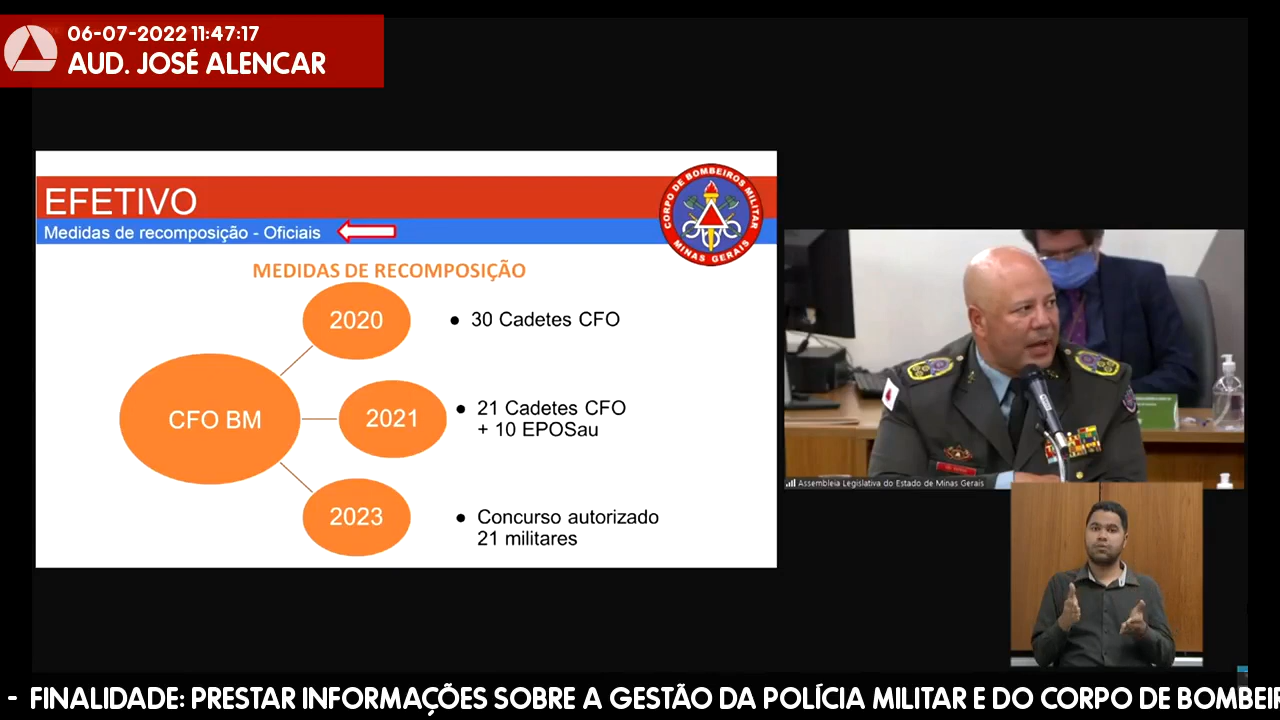 06-07-2022 11:47:17
AUD. JOSÉ ALENCAR
EFETIVO
Medidas de recomposição - Oficiais
CORPO DE BOMBEIROS MILITAR
MINAS GERAIS
MEDIDAS DE RECOMPOSIÇÃO
2020
● 30 Cadetes CFO
CFO BM
2021
● 21 Cadetes CFO
+ 10 EPOSau
2023
● Concurso autorizado
21 militares
Assembleia Legislativa do Estado de Minas Gerais
- FINALIDADE: PRESTAR INFORMAÇÕES SOBRE A GESTÃO DA POLÍCIA MILITAR E DO CORPO DE BOMBEI